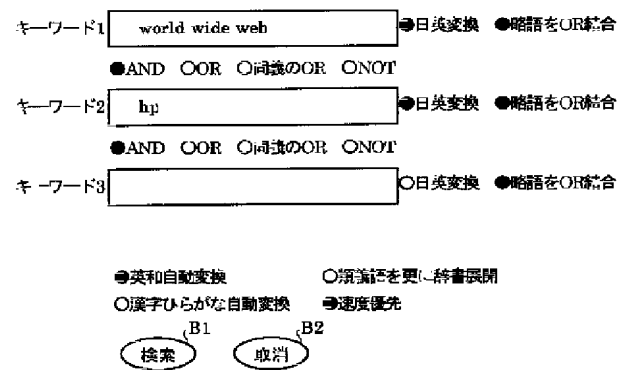 キーワード1 world wide web ●日英変換 ●略語をOR結合
●AND ○OR ○同義のOR ○NOT
キーワード2 hp ●日英変換 ●略語をOR結合
●AND ○OR ○同義のOR ○NOT
キーワード3 ○日英変換 ●略語をOR結合
●英和自動変換 ○類義語を更に辞書展開
○漢字ひらがな自動変換 ●速度優先
B1 B2
検索 取消